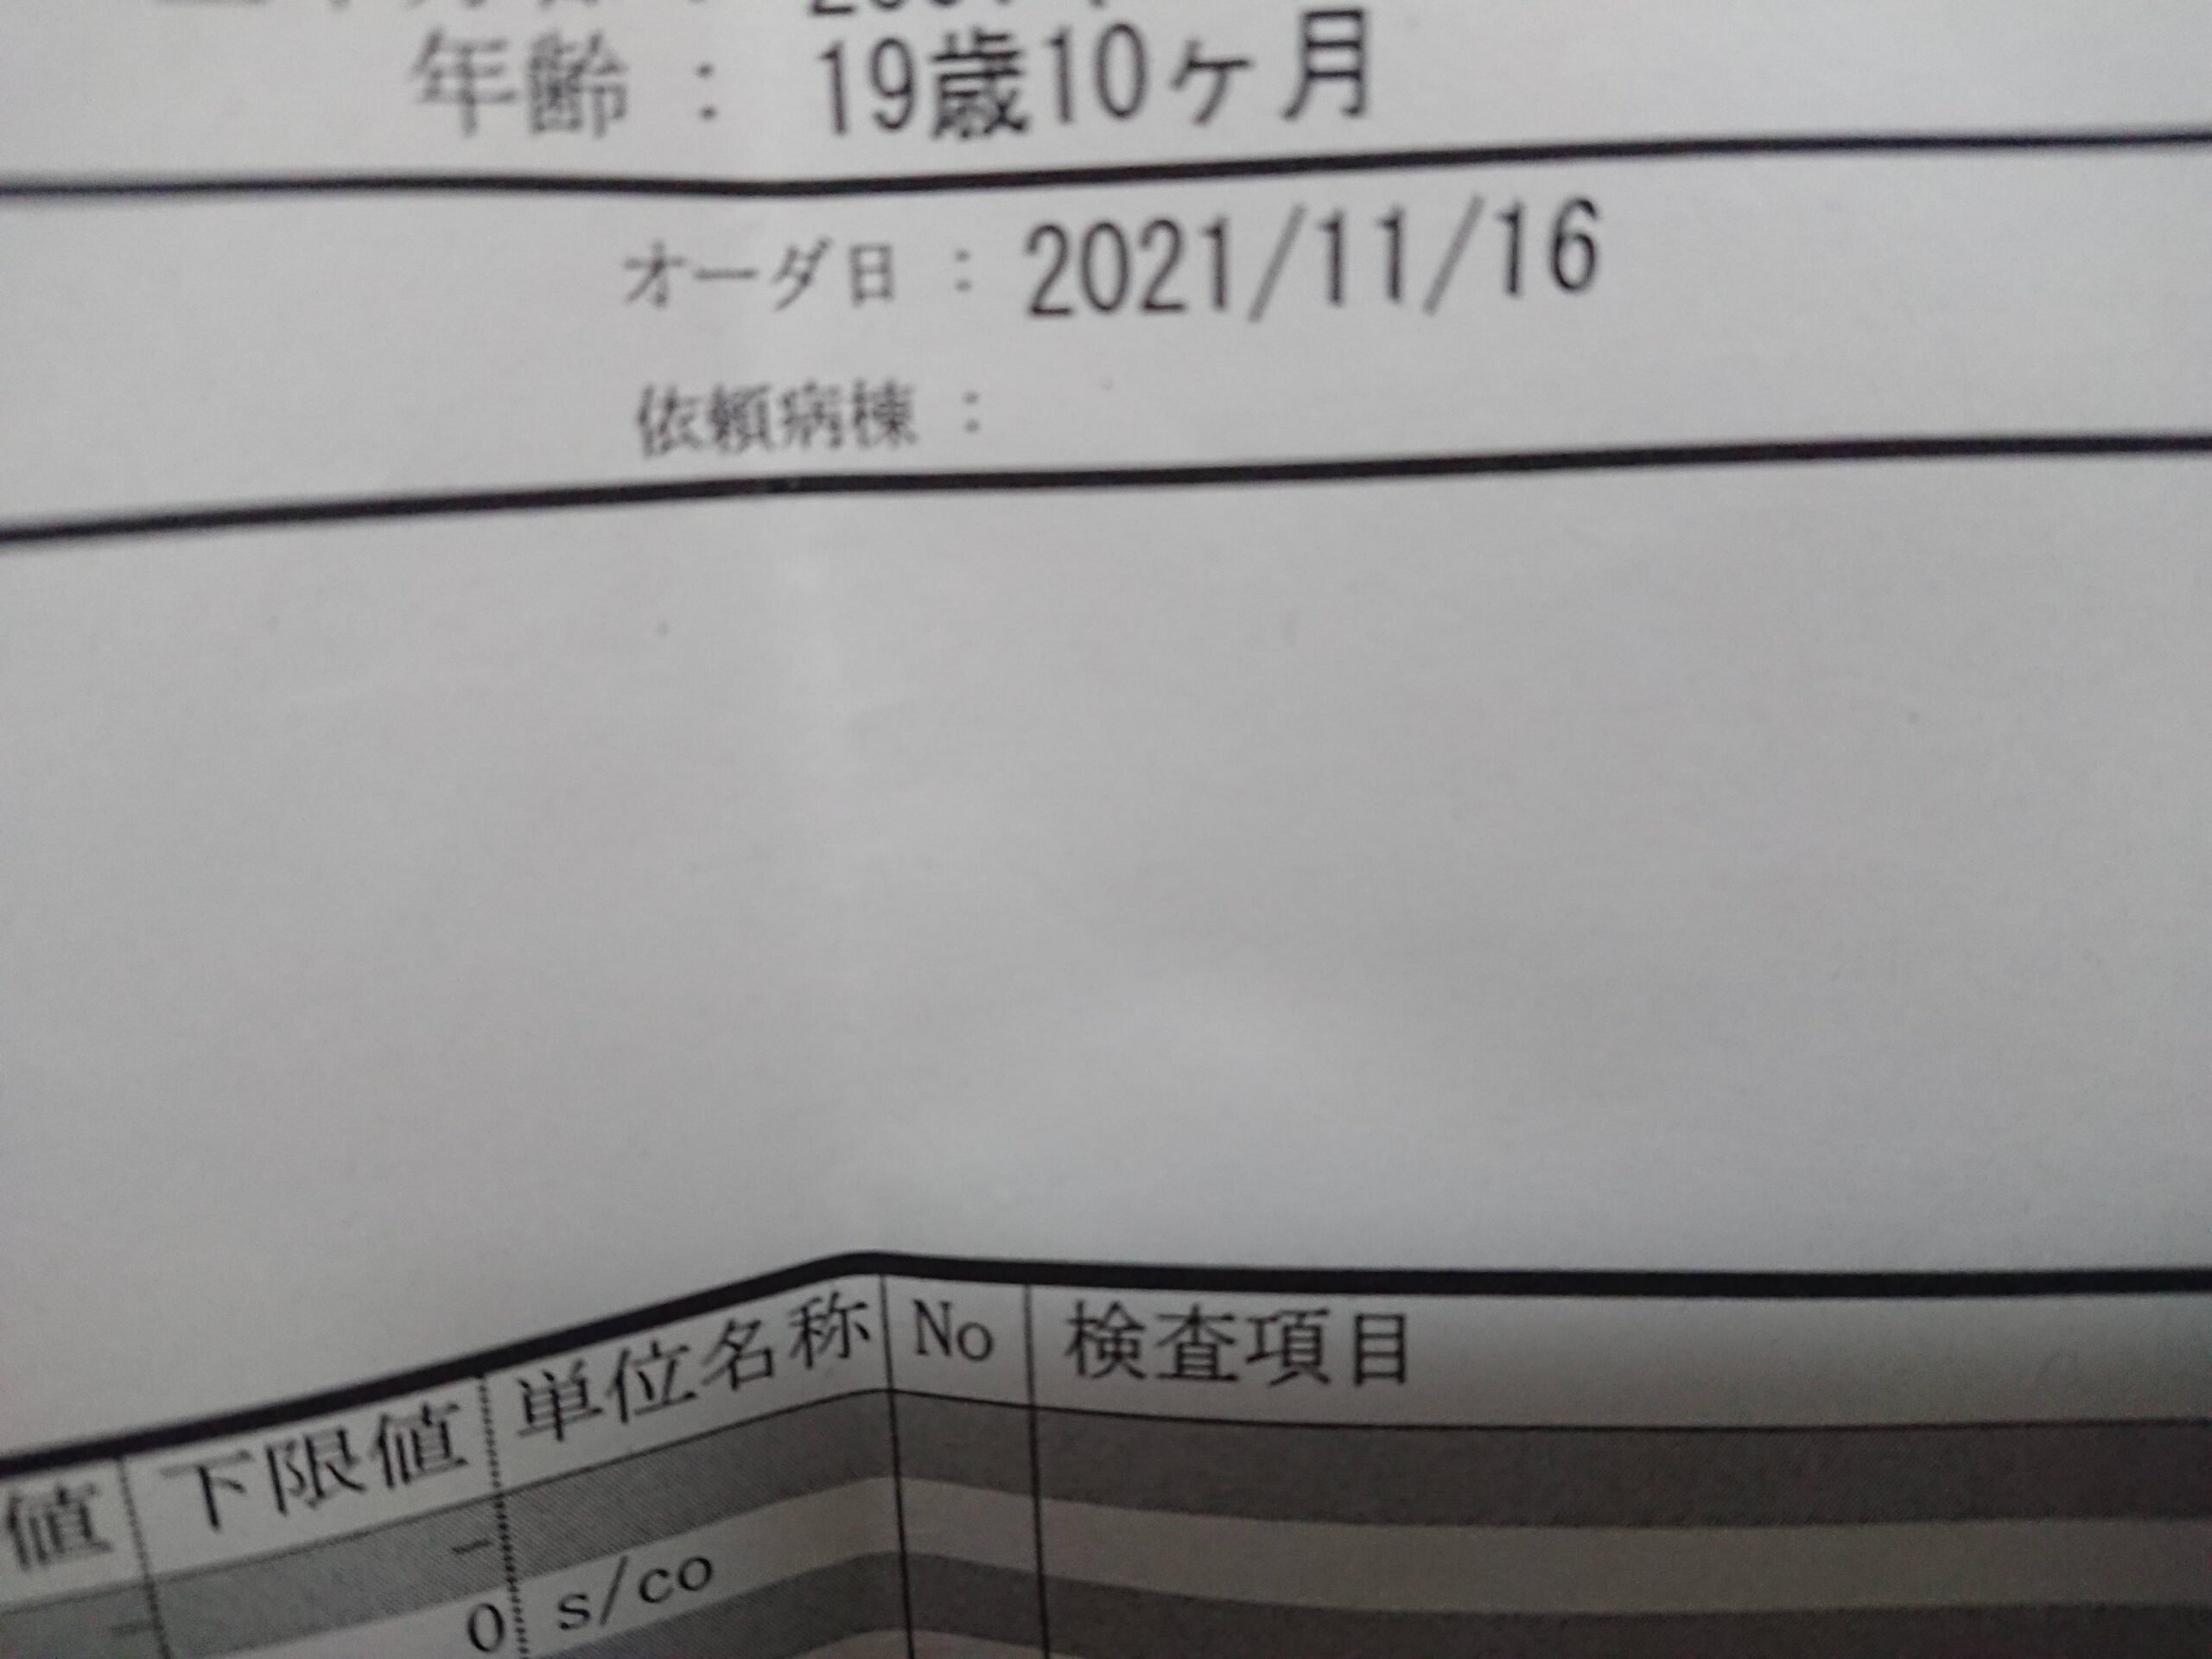 年齢 : 19歳10ヶ月
オーダ日 : 2021/11/16
依頼病棟 :
値 下限値 単位名称 No 検査項目
-
- 0 s/co